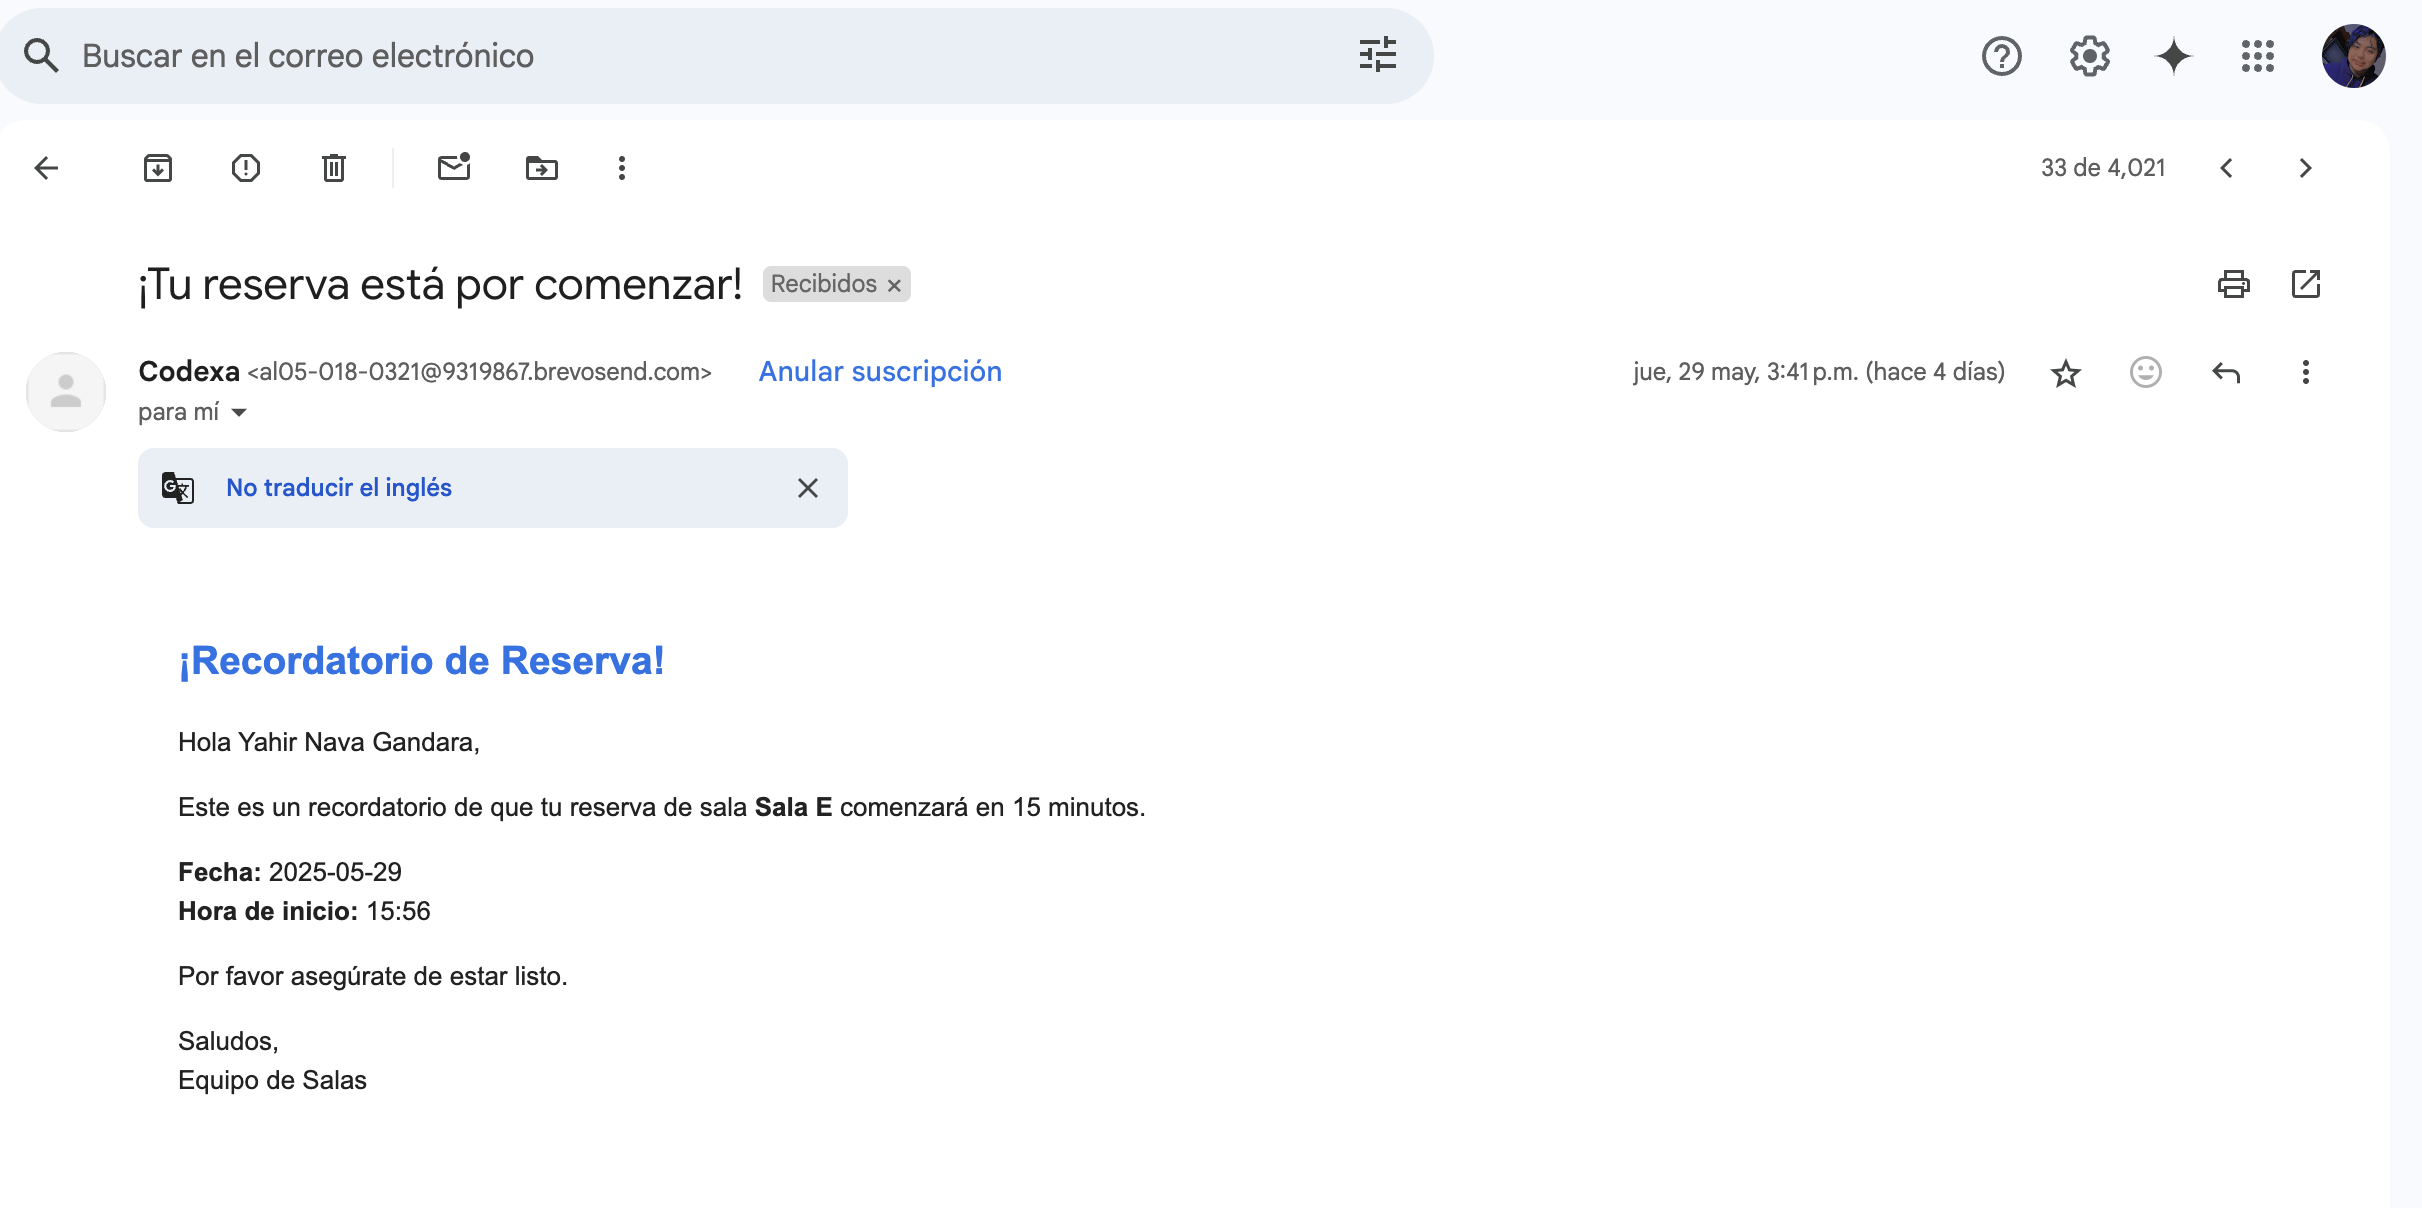 Buscar en el correo electrónico
33 de 4,021
¡Tu reserva está por comenzar! Recibidos
Codexa <al05-018-0321@9319867.brevosend.com> Anular suscripción jue, 29 may, 3:41 p.m. (hace 4 días)
para mí
No traducir el inglés
¡Recordatorio de Reserva!
Hola Yahir Nava Gandara,
Este es un recordatorio de que tu reserva de sala Sala E comenzará en 15 minutos.
Fecha: 2025-05-29
Hora de inicio: 15:56
Por favor asegúrate de estar listo.
Saludos,
Equipo de Salas